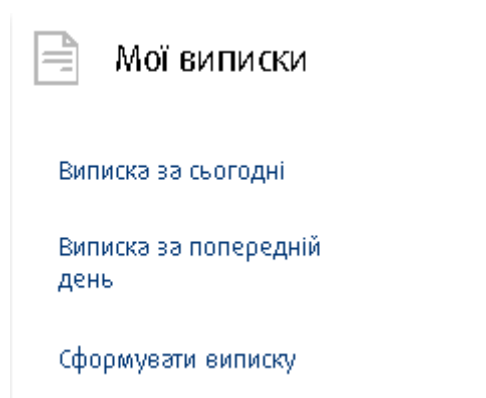 Мої виписки
Виписка за сьогодні
Виписка за попередній
день
Сформувати виписку